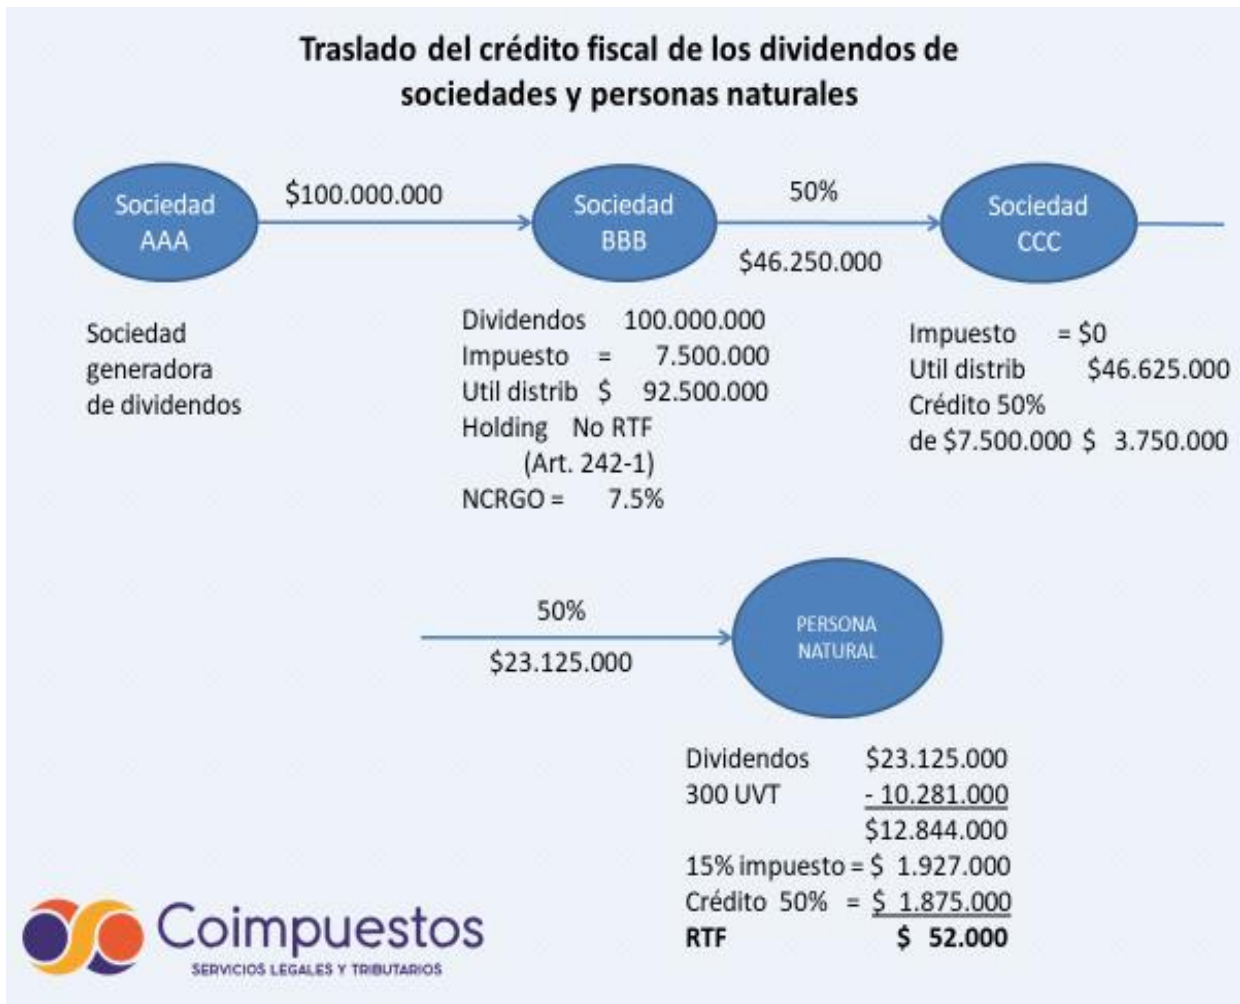 Traslado del crédito fiscal de los dividendos de
sociedades y personas naturales
Sociedad
AAA
$100.000.000
Sociedad
BBB
50%
$46.250.000
Sociedad
CCC
Sociedad
generadora
de dividendos
Dividendos 100.000.000
Impuesto = 7.500.000
Util distrib $ 92.500.000
Holding No RTF
(Art. 242-1)
NCRGO = 7.5%
Impuesto = $0
Util distrib $46.625.000
Crédito 50%
de $7.500.000 $ 3.750.000
50%
$23.125.000
PERSONA
NATURAL
Dividendos $23.125.000
300 UVT - 10.281.000
$12.844.000
15% impuesto = $ 1.927.000
Crédito 50% = $ 1.875.000
RTF $ 52.000
Coimpuestos
SERVICIOS LEGALES Y TRIBUTARIOS